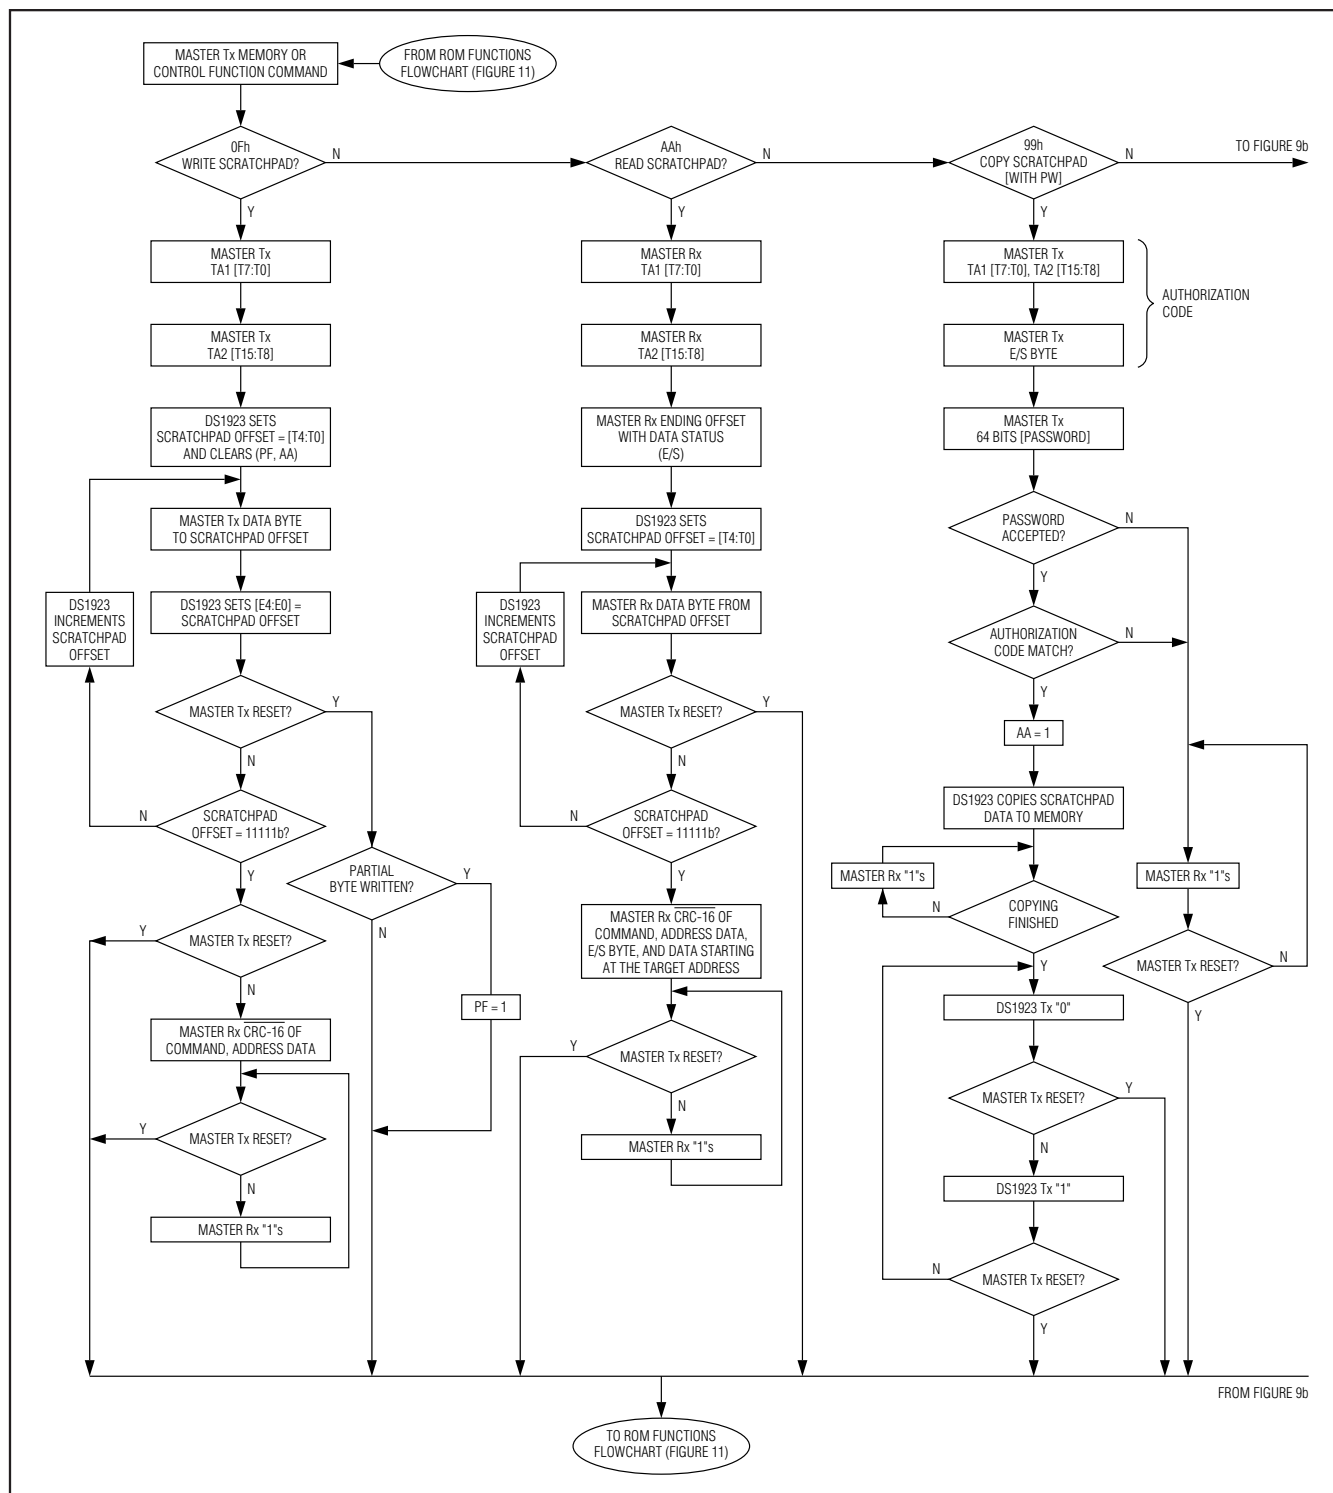 MASTER Tx MEMORY OR
CONTROL FUNCTION COMMAND
FROM ROM FUNCTIONS
FLOWCHART (FIGURE 11)
0Fh
WRITE SCRATCHPAD?
N
Y
AAh
READ SCRATCHPAD?
N
Y
99h
COPY SCRATCHPAD
[WITH PW]
N
Y
TO FIGURE 9b
MASTER Tx
TA1 [T7:T0]
MASTER Tx
TA2 [T15:T8]
DS1923 SETS
SCRATCHPAD OFFSET = [T4:T0]
AND CLEARS (PF, AA)
MASTER Tx DATA BYTE
TO SCRATCHPAD OFFSET
DS1923 SETS [E4:E0] =
SCRATCHPAD OFFSET
DS1923
INCREMENTS
SCRATCHPAD
OFFSET
MASTER Tx RESET?
Y
N
SCRATCHPAD
OFFSET = 11111b?
N
Y
PARTIAL
BYTE WRITTEN?
Y
N
PF = 1
MASTER Tx RESET?
Y
N
MASTER Rx CRC-16 OF
COMMAND, ADDRESS DATA
MASTER Tx RESET?
Y
N
MASTER Rx "1"s
MASTER Rx
TA1 [T7:T0]
MASTER Rx
TA2 [T15:T8]
MASTER Rx ENDING OFFSET
WITH DATA STATUS
(E/S)
DS1923 SETS
SCRATCHPAD OFFSET = [T4:T0]
MASTER Rx DATA BYTE FROM
SCRATCHPAD OFFSET
DS1923
INCREMENTS
SCRATCHPAD
OFFSET
MASTER Tx RESET?
Y
N
SCRATCHPAD
OFFSET = 11111b?
N
Y
MASTER Rx CRC-16 OF
COMMAND, ADDRESS DATA,
E/S BYTE, AND DATA STARTING
AT THE TARGET ADDRESS
MASTER Tx RESET?
Y
N
MASTER Rx "1"s
MASTER Tx
TA1 [T7:T0], TA2 [T15:T8]
MASTER Tx
E/S BYTE
AUTHORIZATION
CODE
MASTER Tx
64 BITS [PASSWORD]
PASSWORD
ACCEPTED?
N
Y
AUTHORIZATION
CODE MATCH?
N
Y
AA = 1
DS1923 COPIES SCRATCHPAD
DATA TO MEMORY
MASTER Rx "1"s
COPYING
FINISHED
N
Y
MASTER Rx "1"s
MASTER Tx RESET?
N
Y
DS1923 Tx "0"
MASTER Tx RESET?
Y
N
DS1923 Tx "1"
MASTER Tx RESET?
N
Y
FROM FIGURE 9b
TO ROM FUNCTIONS
FLOWCHART (FIGURE 11)